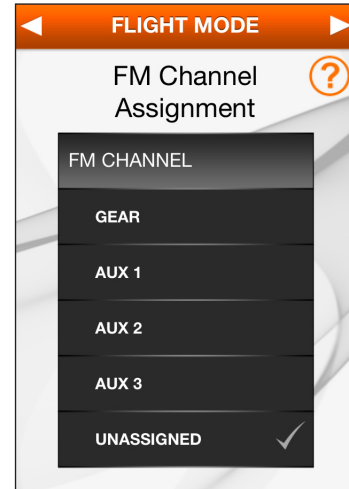 FLIGHT MODE
FM Channel
Assignment
?
FM CHANNEL
GEAR
AUX 1
AUX 2
AUX 3
UNASSIGNED